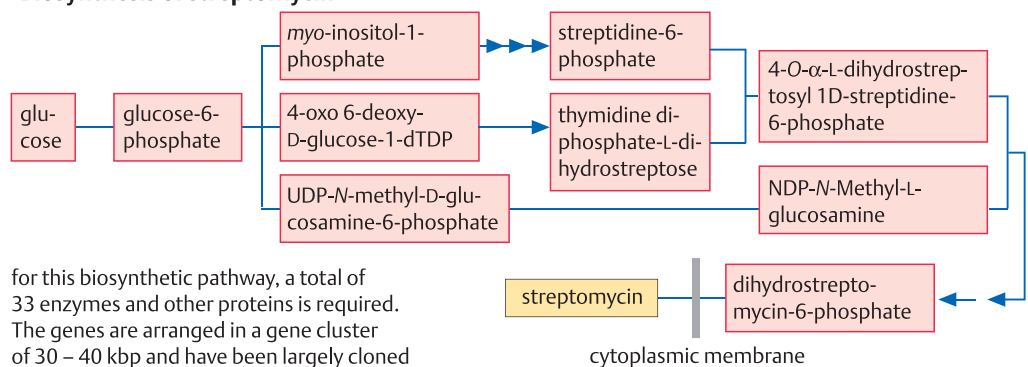 Biosynthesis of streptomycin
glu-
cose
glucose-6-
phosphate
myo-inositol-1-
phosphate
streptidine-6-
phosphate
4-oxo 6-deoxy-
D-glucose-1-dTDP
thymidine di-
phosphate-L-di-
hydrostreptose
4-O-α-L-dihydrostrep-
tosyl 1D-streptidine-
6-phosphate
UDP-N-methyl-D-glu-
cosamine-6-phosphate
NDP-N-Methyl-L-
glucosamine
for this biosynthetic pathway, a total of
33 enzymes and other proteins is required.
The genes are arranged in a gene cluster
of 30 – 40 kbp and have been largely cloned
streptomycin
dihydrostrepto-
mycin-6-phosphate
cytoplasmic membrane